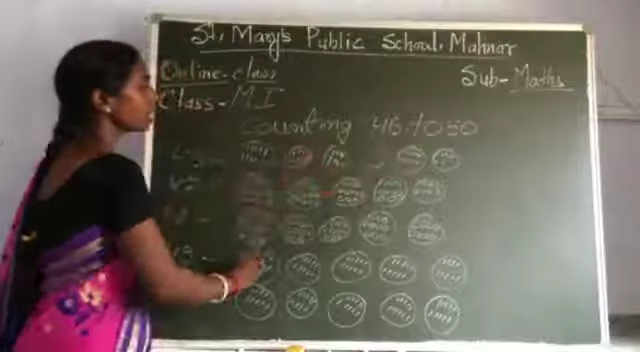 St. Mary's Public School, Mahnar
Online-class
Sub-Maths
Class-M.I
Counting 46 to 50